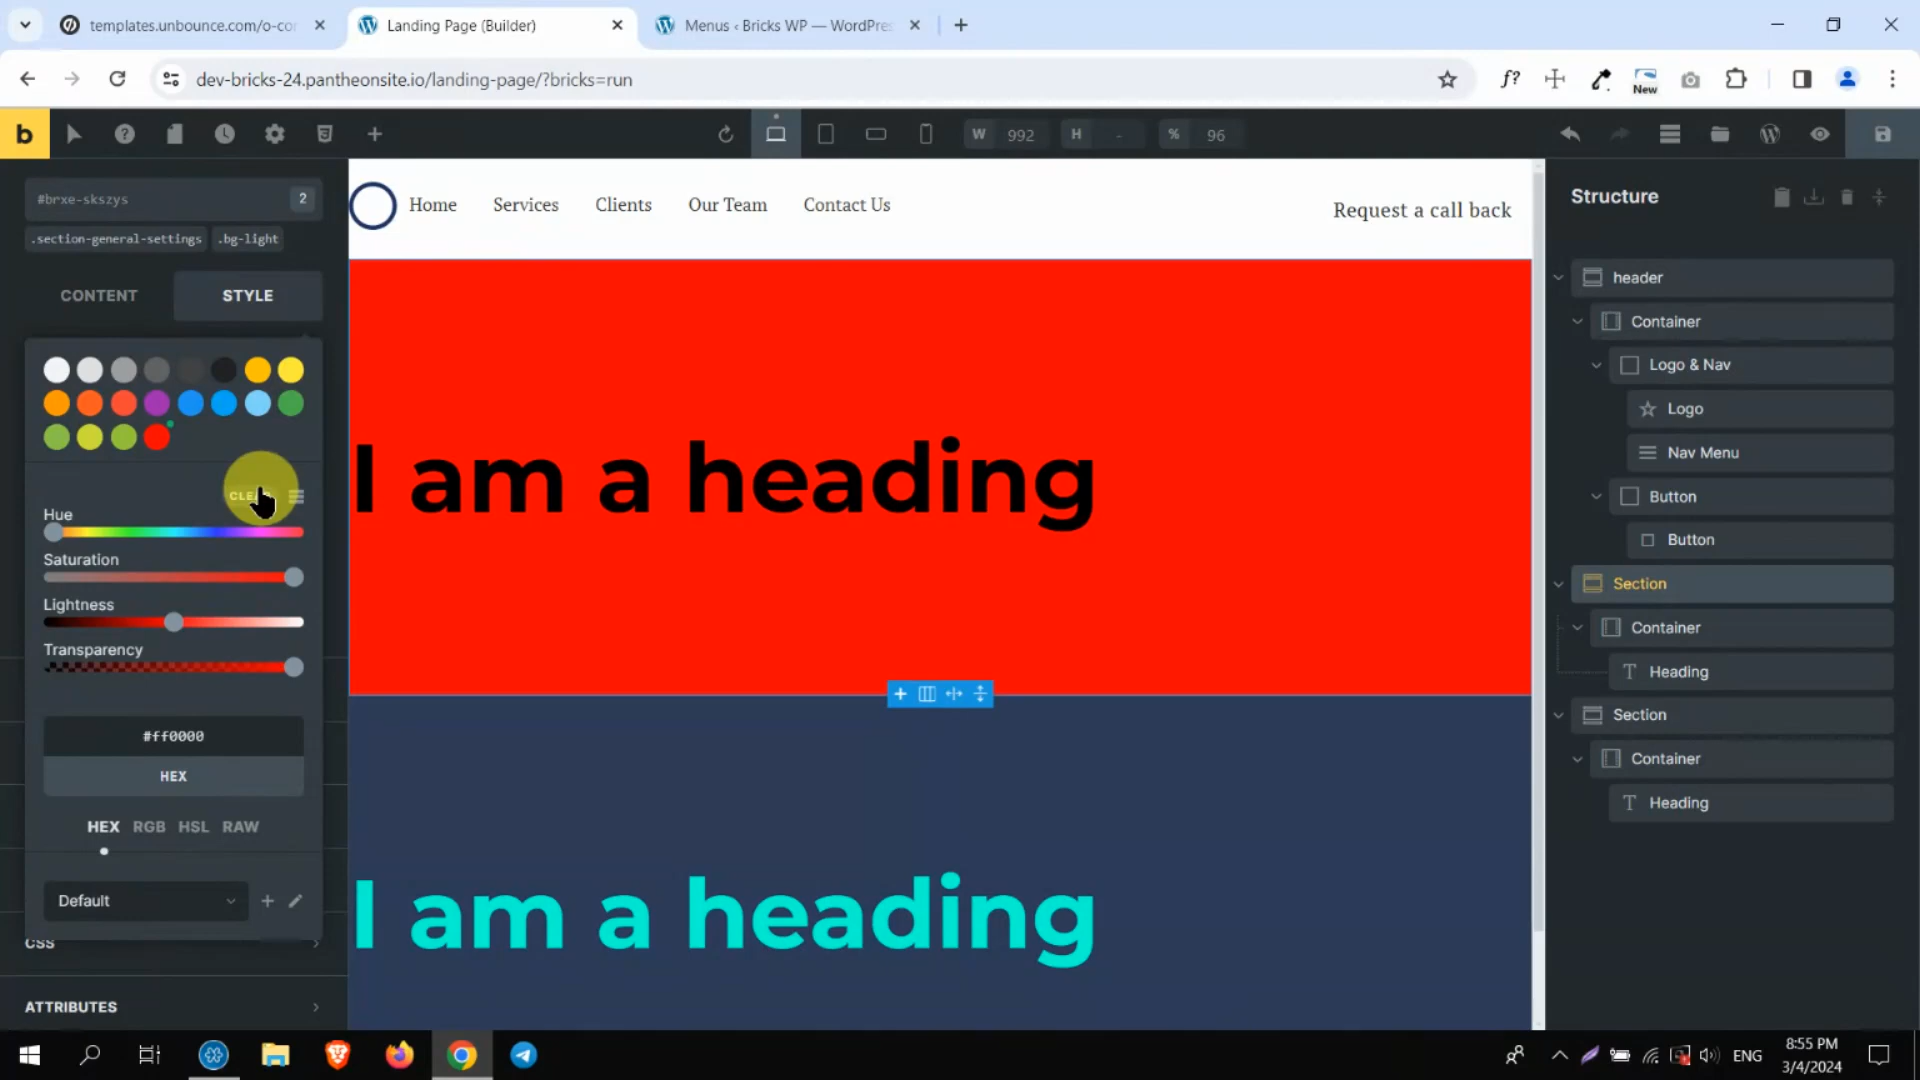 templates.unbounce.com/o-co
Landing Page (Builder)
Menus ‹ Bricks WP — WordPre
dev-bricks-24.pantheonsite.io/landing-page/?bricks=run
f?
New
b
W 992
H -
% 96
#brxe-skszys
2
.section-general-settings
.bg-light
CONTENT
STYLE
Hue
Saturation
Lightness
Transparency
#ff0000
HEX
HEX RGB HSL RAW
Default
CSS
ATTRIBUTES
Home
Services
Clients
Our Team
Contact Us
Request a call back
I am a heading
I am a heading
Structure
header
Container
Logo & Nav
Logo
Nav Menu
Button
Button
Section
Container
Heading
Section
Container
Heading
ENG
8:55 PM
3/4/2024